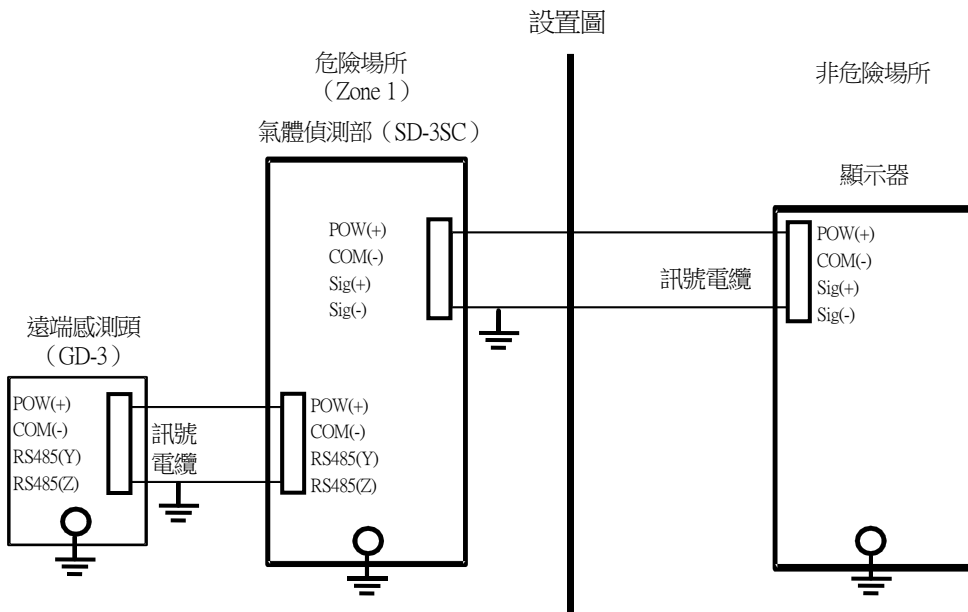 設置圖
危險場所
（Zone 1）
非危險場所
氣體偵測部（SD-3SC）
顯示器
POW(+)
COM(-)
Sig(+)
Sig(-)
訊號電纜
POW(+)
COM(-)
Sig(+)
Sig(-)
遠端感測頭
（GD-3）
POW(+)
COM(-)
RS485(Y)
RS485(Z)
訊號
電纜
POW(+)
COM(-)
RS485(Y)
RS485(Z)